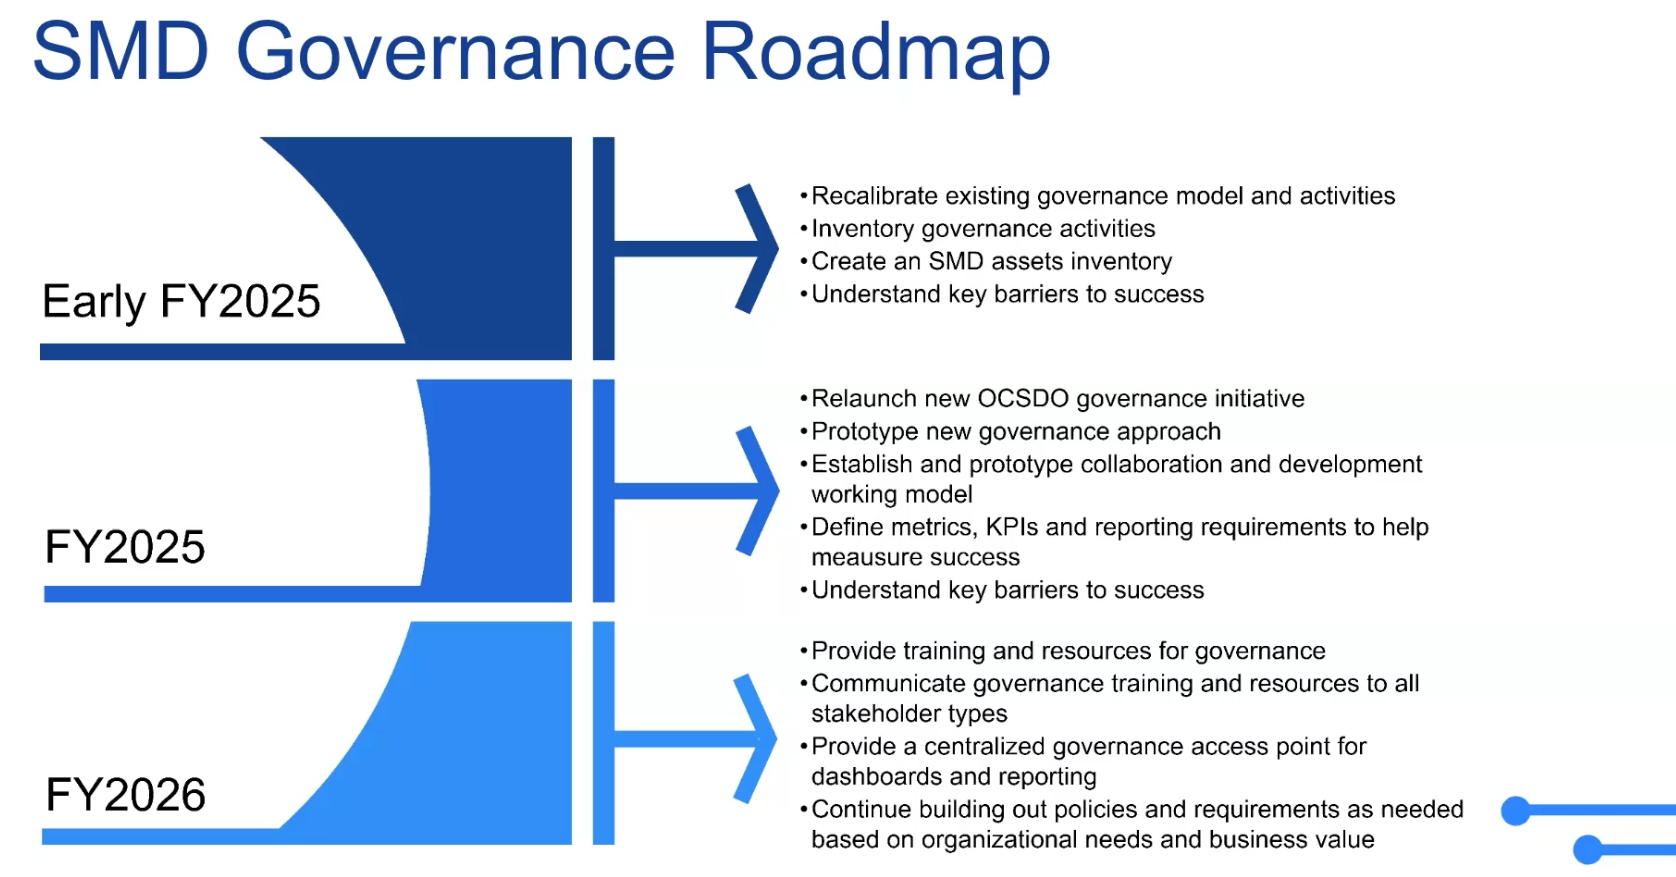 SMD Governance Roadmap
Early FY2025
•Recalibrate existing governance model and activities
•Inventory governance activities
•Create an SMD assets inventory
•Understand key barriers to success
FY2025
•Relaunch new OCSDO governance initiative
•Prototype new governance approach
•Establish and prototype collaboration and development
working model
•Define metrics, KPIs and reporting requirements to help
meausure success
•Understand key barriers to success
FY2026
•Provide training and resources for governance
•Communicate governance training and resources to all
stakeholder types
•Provide a centralized governance access point for
dashboards and reporting
•Continue building out policies and requirements as needed
based on organizational needs and business value